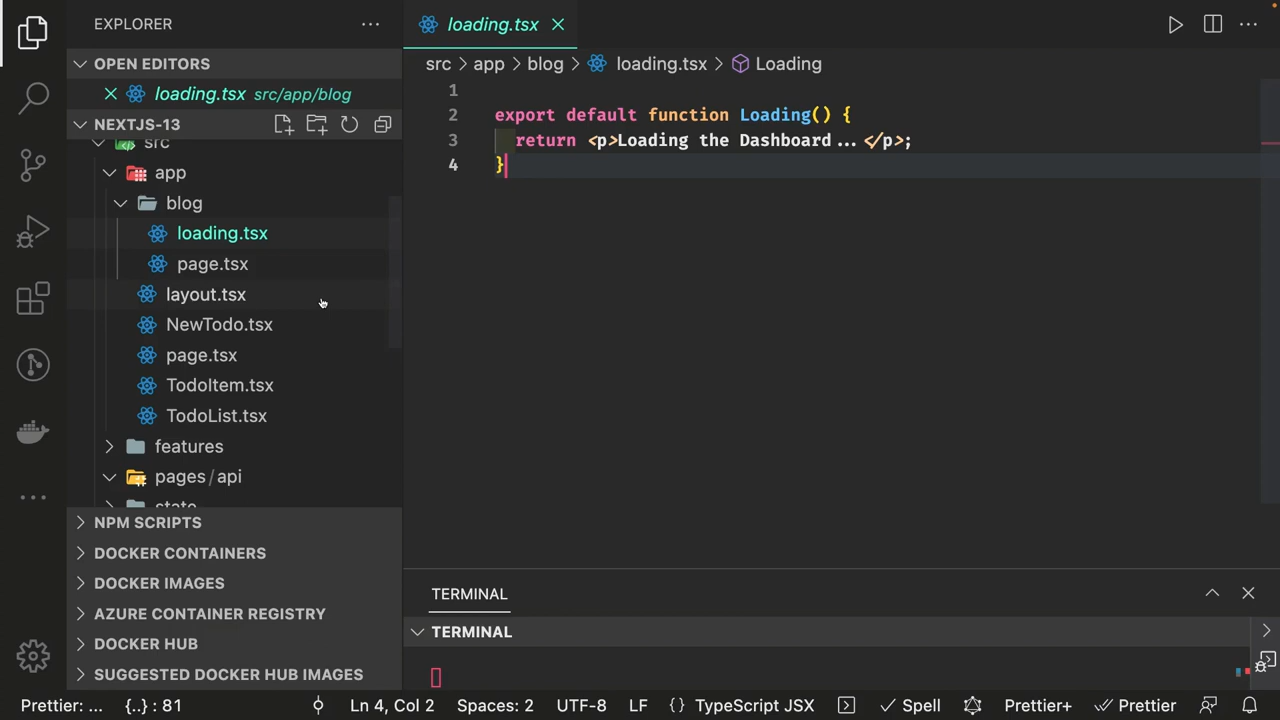 EXPLORER
OPEN EDITORS
loading.tsx src/app/blog
NEXTJS-13
src
app
blog
loading.tsx
page.tsx
layout.tsx
NewTodo.tsx
page.tsx
TodoItem.tsx
TodoList.tsx
features
pages / api
state
NPM SCRIPTS
DOCKER CONTAINERS
DOCKER IMAGES
AZURE CONTAINER REGISTRY
DOCKER HUB
SUGGESTED DOCKER HUB IMAGES
loading.tsx
src > app > blog > loading.tsx > Loading
1
2 export default function Loading() {
3 return <p>Loading the Dashboard...</p>;
4 }
TERMINAL
TERMINAL
Prettier: ... {..} : 81 Ln 4, Col 2 Spaces: 2 UTF-8 LF {} TypeScript JSX Spell Prettier+ Prettier